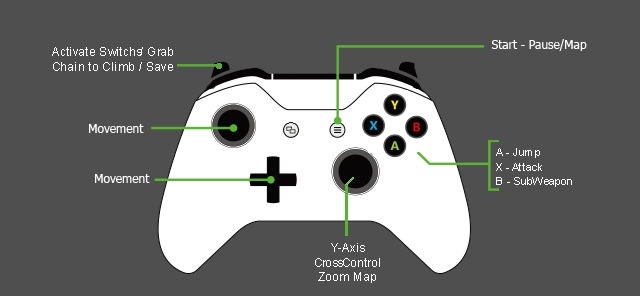 Activate Switchs/ Grab
Chain to Climb / Save
Start - Pause/Map
Y
X
B
A
Movement
A - Jump
X - Attack
B - SubWeapon
Movement
Y-Axis
CrossControl
Zoom Map